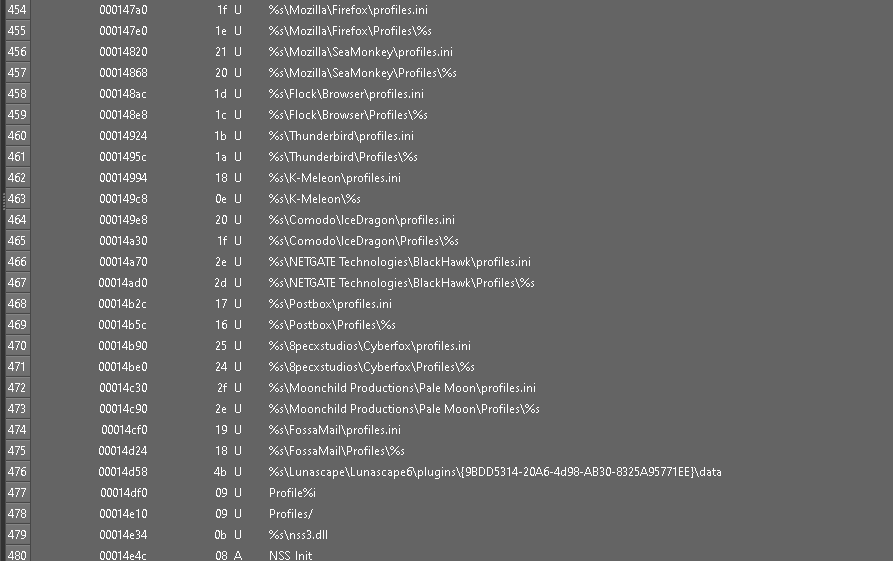 454 000147a0 1f U %s\Mozilla\Firefox\profiles.ini
455 000147e0 1e U %s\Mozilla\Firefox\Profiles\%s
456 00014820 21 U %s\Mozilla\SeaMonkey\profiles.ini
457 00014868 20 U %s\Mozilla\SeaMonkey\Profiles\%s
458 000148ac 1d U %s\Flock\Browser\profiles.ini
459 000148e8 1c U %s\Flock\Browser\Profiles\%s
460 00014924 1b U %s\Thunderbird\profiles.ini
461 0001495c 1a U %s\Thunderbird\Profiles\%s
462 00014994 18 U %s\K-Meleon\profiles.ini
463 000149c8 0e U %s\K-Meleon\%s
464 000149e8 20 U %s\Comodo\IceDragon\profiles.ini
465 00014a30 1f U %s\Comodo\IceDragon\Profiles\%s
466 00014a70 2e U %s\NETGATE Technologies\BlackHawk\profiles.ini
467 00014ad0 2d U %s\NETGATE Technologies\BlackHawk\Profiles\%s
468 00014b2c 17 U %s\Postbox\profiles.ini
469 00014b5c 16 U %s\Postbox\Profiles\%s
470 00014b90 25 U %s\8pecxstudios\Cyberfox\profiles.ini
471 00014be0 24 U %s\8pecxstudios\Cyberfox\Profiles\%s
472 00014c30 2f U %s\Moonchild Productions\Pale Moon\profiles.ini
473 00014c90 2e U %s\Moonchild Productions\Pale Moon\Profiles\%s
474 00014cf0 19 U %s\FossaMail\profiles.ini
475 00014d24 18 U %s\FossaMail\Profiles\%s
476 00014d58 4b U %s\Lunascape\Lunascape6\plugins\{9BDD5314-20A6-4d98-AB30-8325A95771EE}\data
477 00014df0 09 U Profile%i
478 00014e10 09 U Profiles/
479 00014e34 0b U %s\nss3.dll
480 00014e4c 08 A NSS_Init